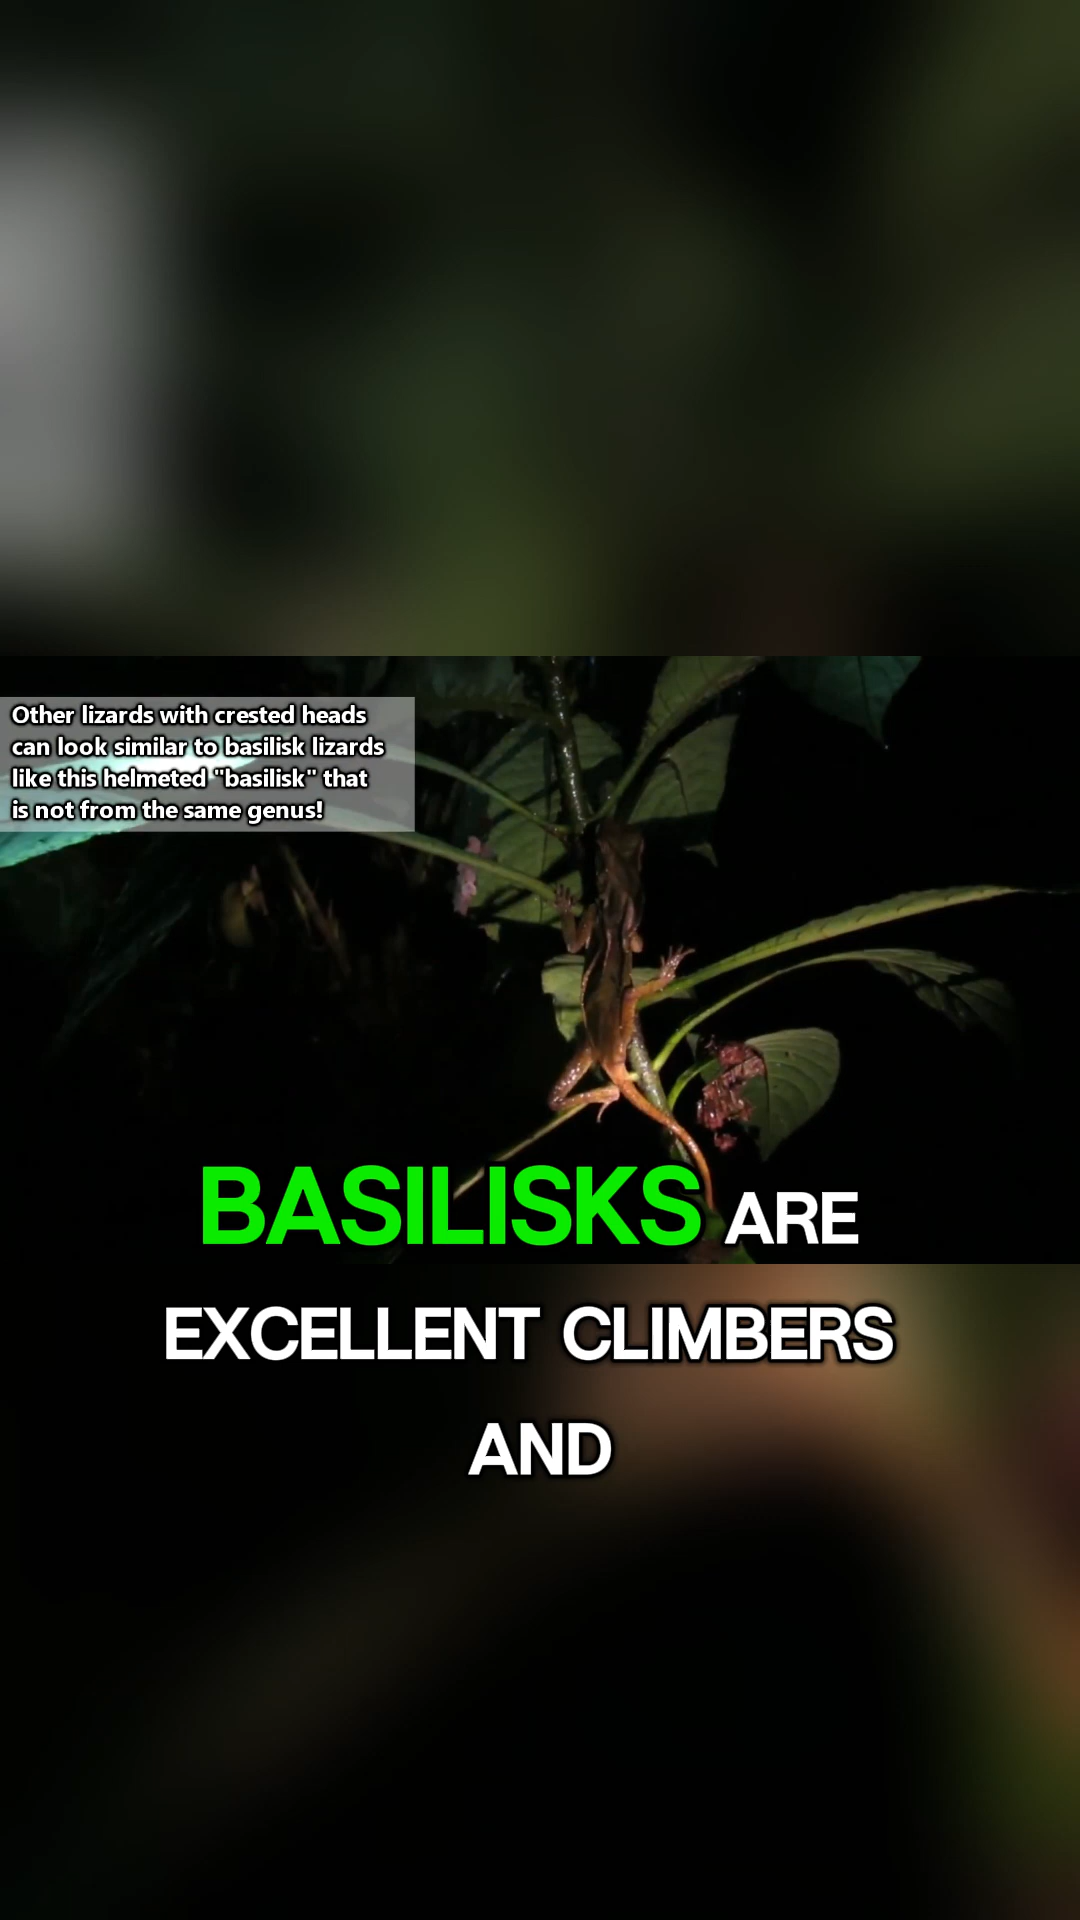 Other lizards with crested heads
can look similar to basilisk lizards
like this helmeted "basilisk" that
is not from the same genus!
BASILISKS ARE
EXCELLENT CLIMBERS
AND